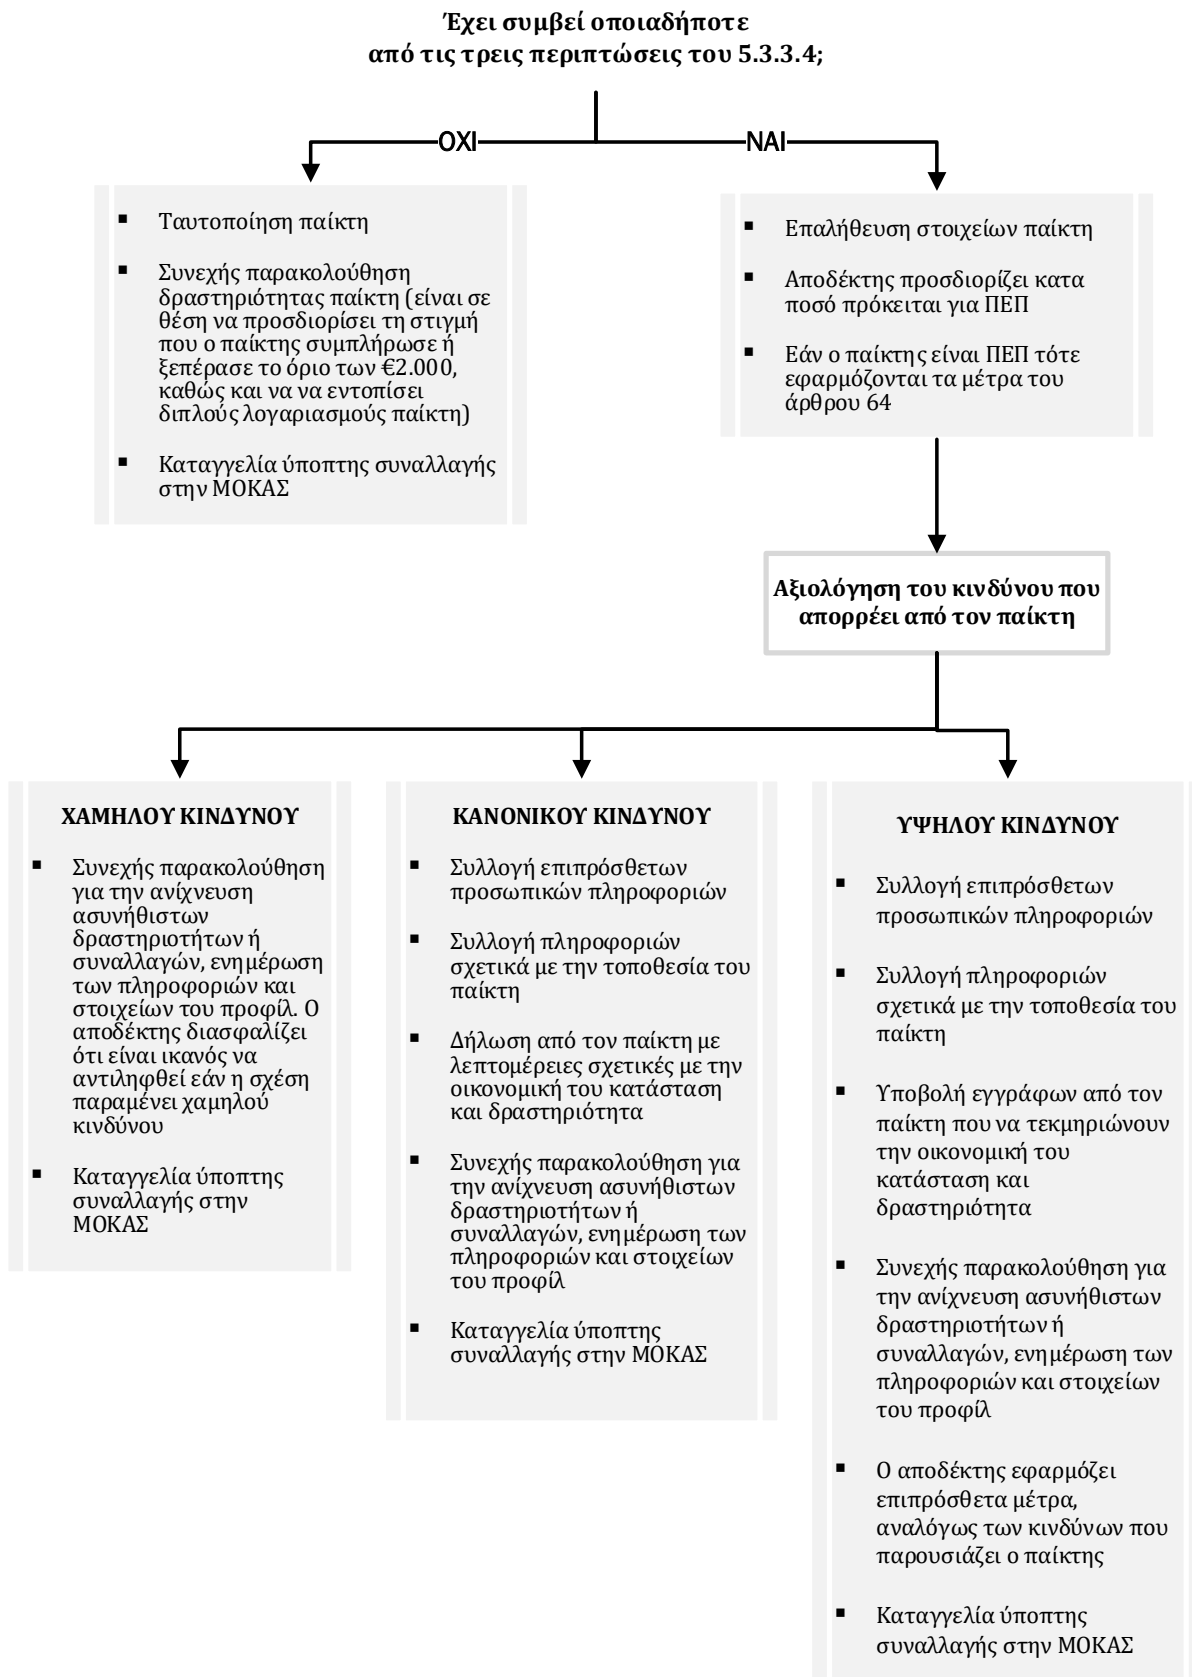 Έχει συμβεί οποιαδήποτε
από τις τρεις περιπτώσεις του 5.3.3.4;
ΟΧΙ
ΝΑΙ
▪ Ταυτοποίηση παίκτη
▪ Συνεχής παρακολούθηση
δραστηριότητας παίκτη (είναι σε
θέση να προσδιορίσει τη στιγμή
που ο παίκτης συμπλήρωσε ή
ξεπέρασε το όριο των €2.000,
καθώς και να να εντοπίσει
διπλούς λογαριασμούς παίκτη)
▪ Καταγγελία ύποπτης συναλλαγής
στην ΜΟΚΑΣ
▪ Επαλήθευση στοιχείων παίκτη
▪ Αποδέκτης προσδιορίζει κατα
ποσό πρόκειται για ΠΕΠ
▪ Εάν ο παίκτης είναι ΠΕΠ τότε
εφαρμόζονται τα μέτρα του
άρθρου 64
Αξιολόγηση του κινδύνου που
απορρέει από τον παίκτη
ΧΑΜΗΛΟΥ ΚΙΝΔΥΝΟΥ
▪ Συνεχής παρακολούθηση
για την ανίχνευση
ασυνήθιστων
δραστηριοτήτων ή
συναλλαγών, ενημέρωση
των πληροφοριών και
στοιχείων του προφίλ. Ο
αποδέκτης διασφαλίζει
ότι είναι ικανός να
αντιληφθεί εάν η σχέση
παραμένει χαμηλού
κινδύνου
▪ Καταγγελία ύποπτης
συναλλαγής στην
ΜΟΚΑΣ
ΚΑΝΟΝΙΚΟΥ ΚΙΝΔΥΝΟΥ
▪ Συλλογή επιπρόσθετων
προσωπικών πληροφοριών
▪ Συλλογή πληροφοριών
σχετικά με την τοποθεσία του
παίκτη
▪ Δήλωση από τον παίκτη με
λεπτομέρειες σχετικές με την
οικονομική του κατάσταση
και δραστηριότητα
▪ Συνεχής παρακολούθηση για
την ανίχνευση ασυνήθιστων
δραστηριοτήτων ή
συναλλαγών, ενημέρωση των
πληροφοριών και στοιχείων
του προφίλ
▪ Καταγγελία ύποπτης
συναλλαγής στην ΜΟΚΑΣ
ΥΨΗΛΟΥ ΚΙΝΔΥΝΟΥ
▪ Συλλογή επιπρόσθετων
προσωπικών πληροφοριών
▪ Συλλογή πληροφοριών
σχετικά με την τοποθεσία του
παίκτη
▪ Υποβολή εγγράφων από τον
παίκτη που να τεκμηριώνουν
την οικονομική του
κατάσταση και
δραστηριότητα
▪ Συνεχής παρακολούθηση για
την ανίχνευση ασυνήθιστων
δραστηριοτήτων ή
συναλλαγών, ενημέρωση των
πληροφοριών και στοιχείων
του προφίλ
▪ Ο αποδέκτης εφαρμόζει
επιπρόσθετα μέτρα,
αναλόγως των κινδύνων που
παρουσιάζει ο παίκτης
▪ Καταγγελία ύποπτης
συναλλαγής στην ΜΟΚΑΣ